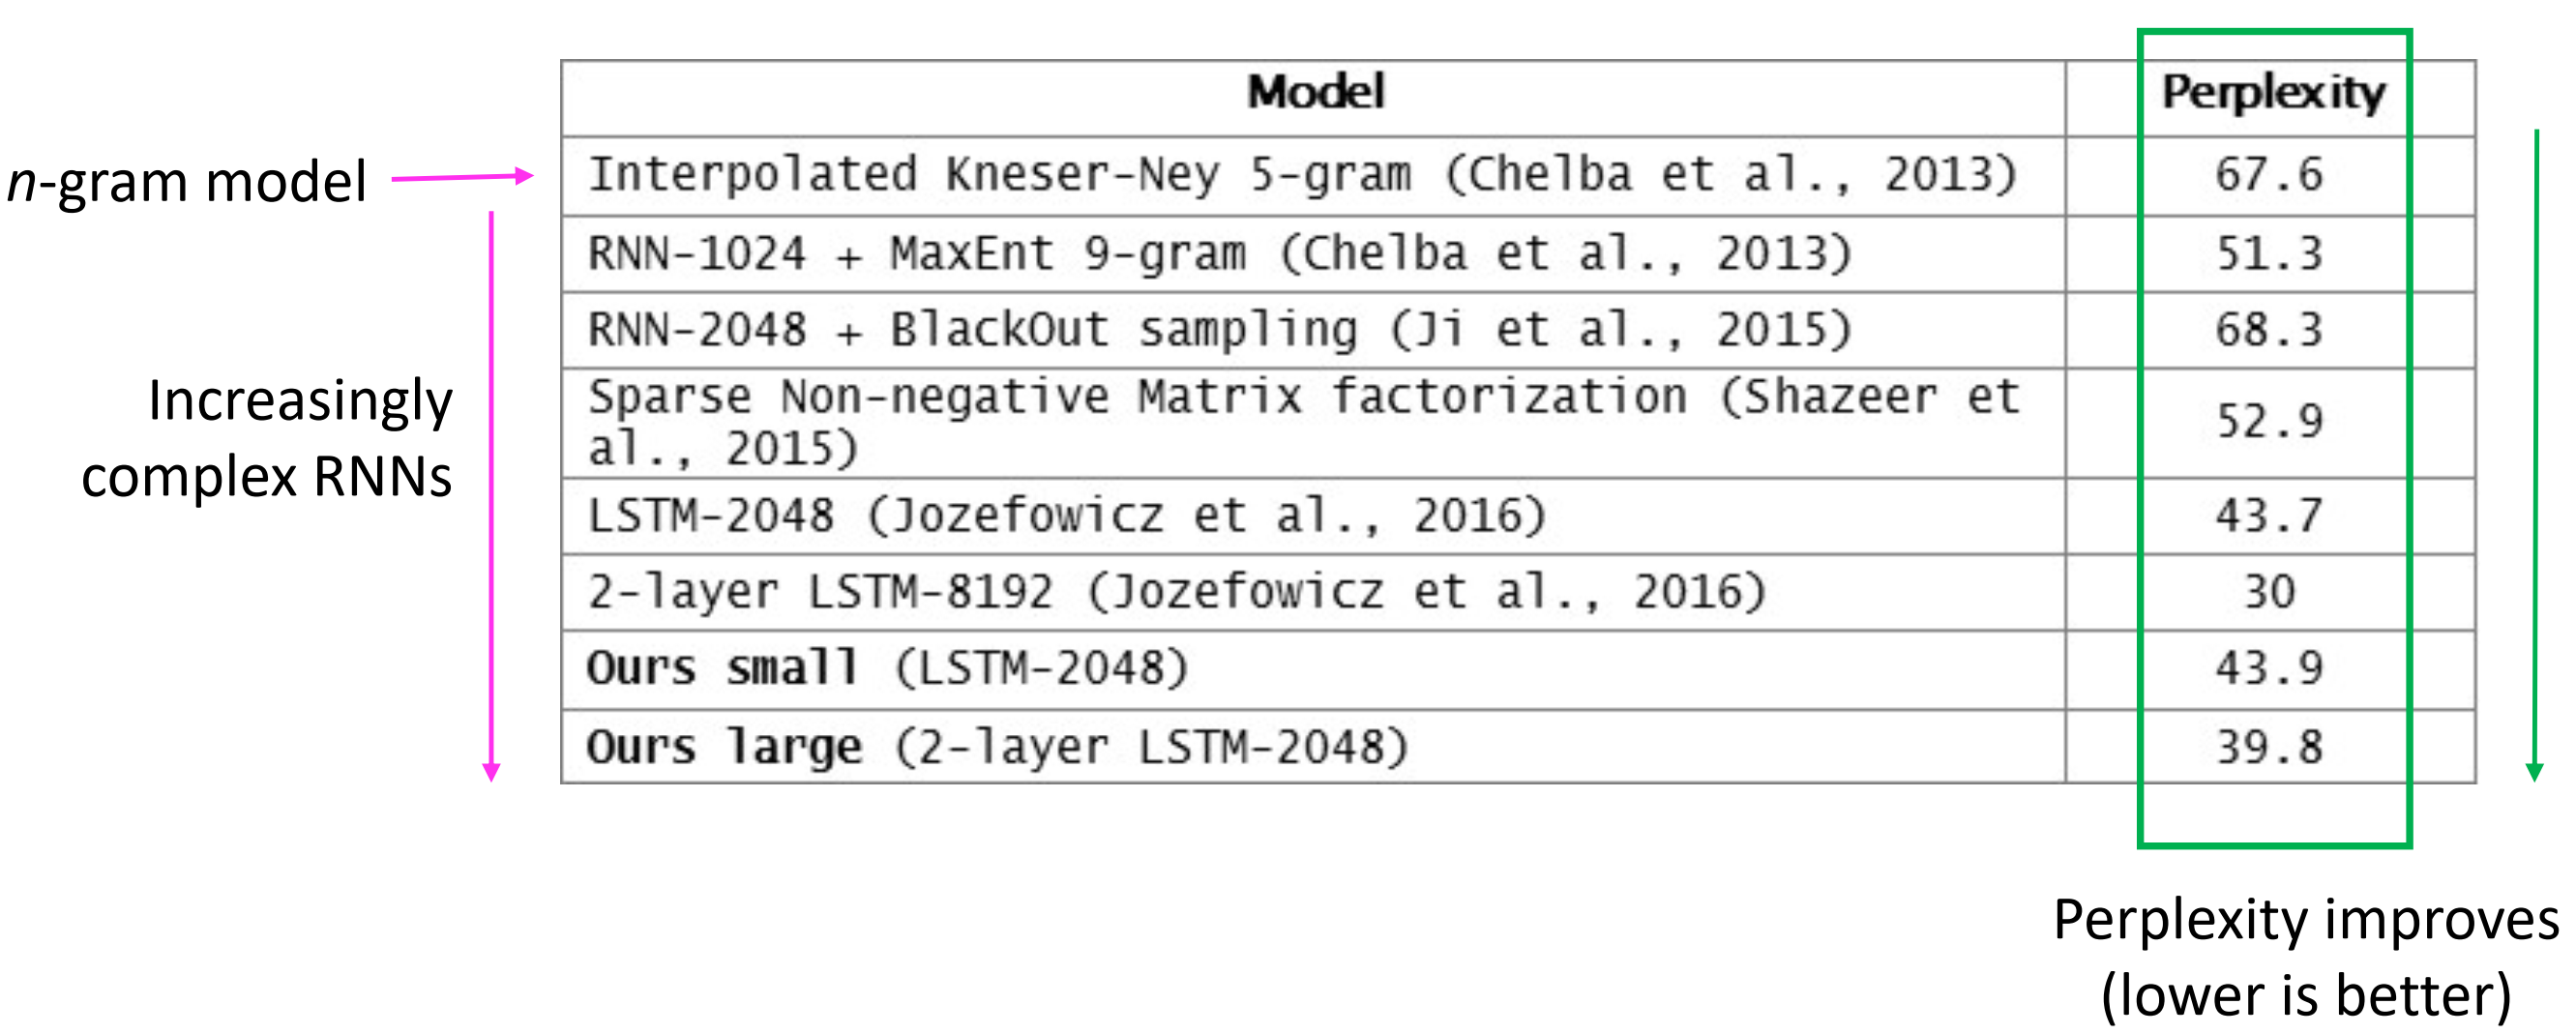 Model Perplexity
n-gram model
Interpolated Kneser-Ney 5-gram (Chelba et al., 2013) 67.6
RNN-1024 + MaxEnt 9-gram (Chelba et al., 2013) 51.3
RNN-2048 + BlackOut sampling (Ji et al., 2015) 68.3
Increasingly
complex RNNs
Sparse Non-negative Matrix factorization (Shazeer et
al., 2015) 52.9
LSTM-2048 (Jozefowicz et al., 2016) 43.7
2-layer LSTM-8192 (Jozefowicz et al., 2016) 30
Ours small (LSTM-2048) 43.9
Ours large (2-layer LSTM-2048) 39.8
Perplexity improves
(lower is better)